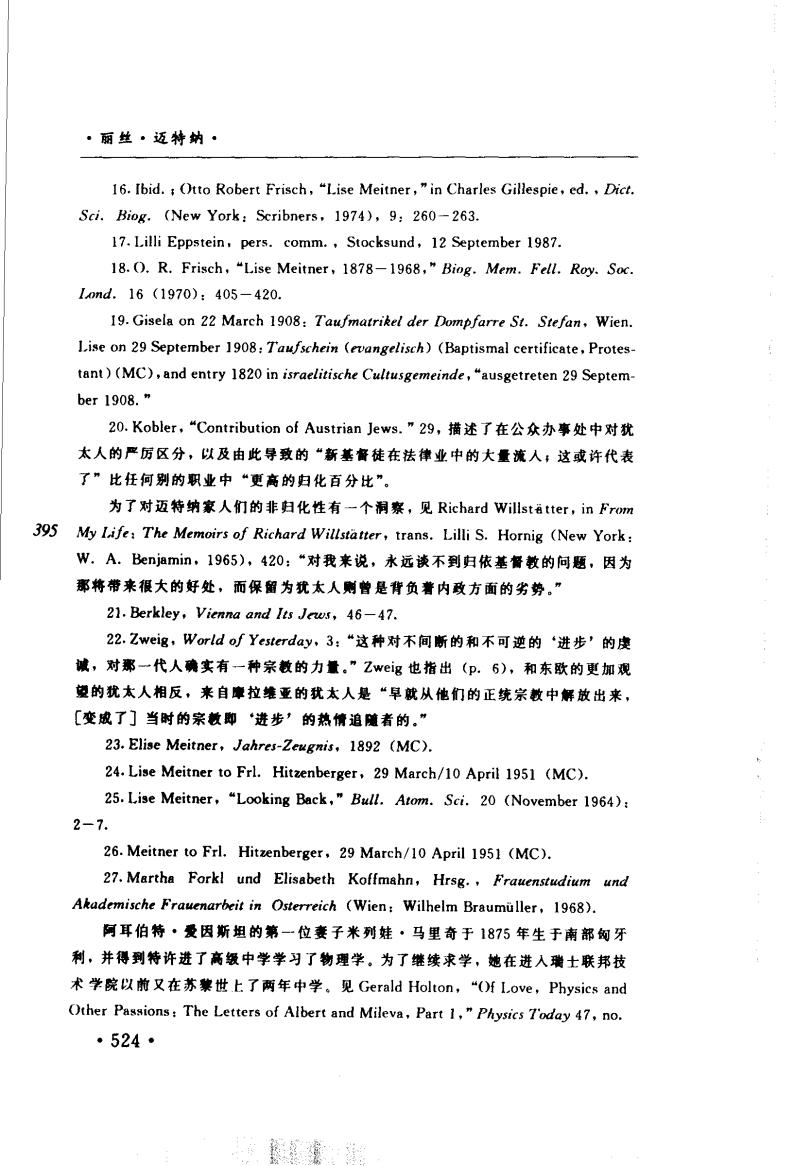 ·丽丝·迈特纳·
16. Ibid.; Otto Robert Frisch, “Lise Meitner,” in Charles Gillespie, ed., Dict.
Sci. Biog. (New York: Scribners, 1974), 9: 260-263.
17. Lilli Eppstein, pers. comm., Stocksund, 12 September 1987.
18. O. R. Frisch, “Lise Meitner, 1878-1968,” Biog. Mem. Fell. Roy. Soc.
Lond. 16 (1970): 405-420.
19. Gisela on 22 March 1908: Taufmatrikel der Dompfarre St. Stefan, Wien.
Lise on 29 September 1908: Taufschein (evangelisch) (Baptismal certificate, Protes-
tant) (MC), and entry 1820 in israelitische Cultusgemeinde, “ausgetreten 29 Septem-
ber 1908.”
20. Kobler, “Contribution of Austrian Jews.” 29, 描述了在公众办事处中对犹
太人的严厉区分，以及由此导致的“新基督徒在法律业中的大量流入；这或许代表
了”比任何别的职业中“更高的归化百分比”。
为了对迈特纳家人们的非归化性有一个洞察，见 Richard Willstätter, in From
395 My Life: The Memoirs of Richard Willstätter, trans. Lilli S. Hornig (New York:
W. A. Benjamin, 1965), 420: “对我来说，永远谈不到归依基督教的问题，因为
那将带来很大的好处，而保留为犹太人则曾是背负着内政方面的劣势。”
21. Berkley, Vienna and Its Jews, 46-47.
22. Zweig, World of Yesterday, 3: “这种对不间断的和不可逆的‘进步’的虔
诚，对那一代人确实有一种宗教的力量。” Zweig 也指出 (p. 6)，和东欧的更加观
望的犹太人相反，来自摩拉维亚的犹太人是“早就从他们的正统宗教中解放出来，
[变成了] 当时的宗教即‘进步’的热情追随者的。”
23. Elise Meitner, Jahres-Zeugnis, 1892 (MC).
24. Lise Meitner to Frl. Hitzenberger, 29 March/10 April 1951 (MC).
25. Lise Meitner, “Looking Back,” Bull. Atom. Sci. 20 (November 1964):
2-7.
26. Meitner to Frl. Hitzenberger, 29 March/10 April 1951 (MC).
27. Martha Forkl und Elisabeth Koffmahn, Hrsg., Frauenstudium und
Akademische Frauenarbeit in Osterreich (Wien: Wilhelm Braumüller, 1968).
阿耳伯特·爱因斯坦的第一位妻子米列娃·马里奇于 1875 年生于南部匈牙
利，并得到特许进了高级中学学习了物理学。为了继续求学，她在进入瑞士联邦技
术学院以前又在苏黎世上了两年中学。见 Gerald Holton, “Of Love, Physics and
Other Passions: The Letters of Albert and Mileva, Part 1,” Physics Today 47, no.
·524·